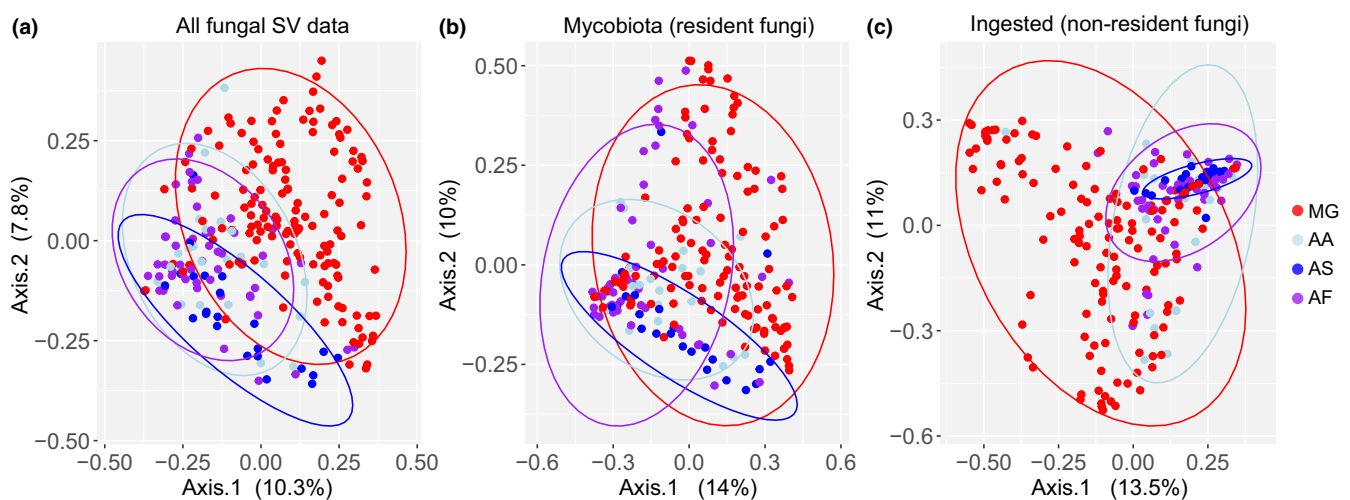 (a) All fungal SV data
0.25
0.00
−0.25
−0.50
Axis.2 (7.8%)
−0.50 −0.25 0.00 0.25 0.50
Axis.1 (10.3%)
(b) Mycobiota (resident fungi)
0.50
0.25
0.00
−0.25
Axis.2 (10%)
−0.6 −0.3 0.0 0.3 0.6
Axis.1 (14%)
(c) Ingested (non-resident fungi)
0.3
0.0
−0.3
−0.6
Axis.2 (11%)
−0.50 −0.25 0.00 0.25
Axis.1 (13.5%)
MG
AA
AS
AF